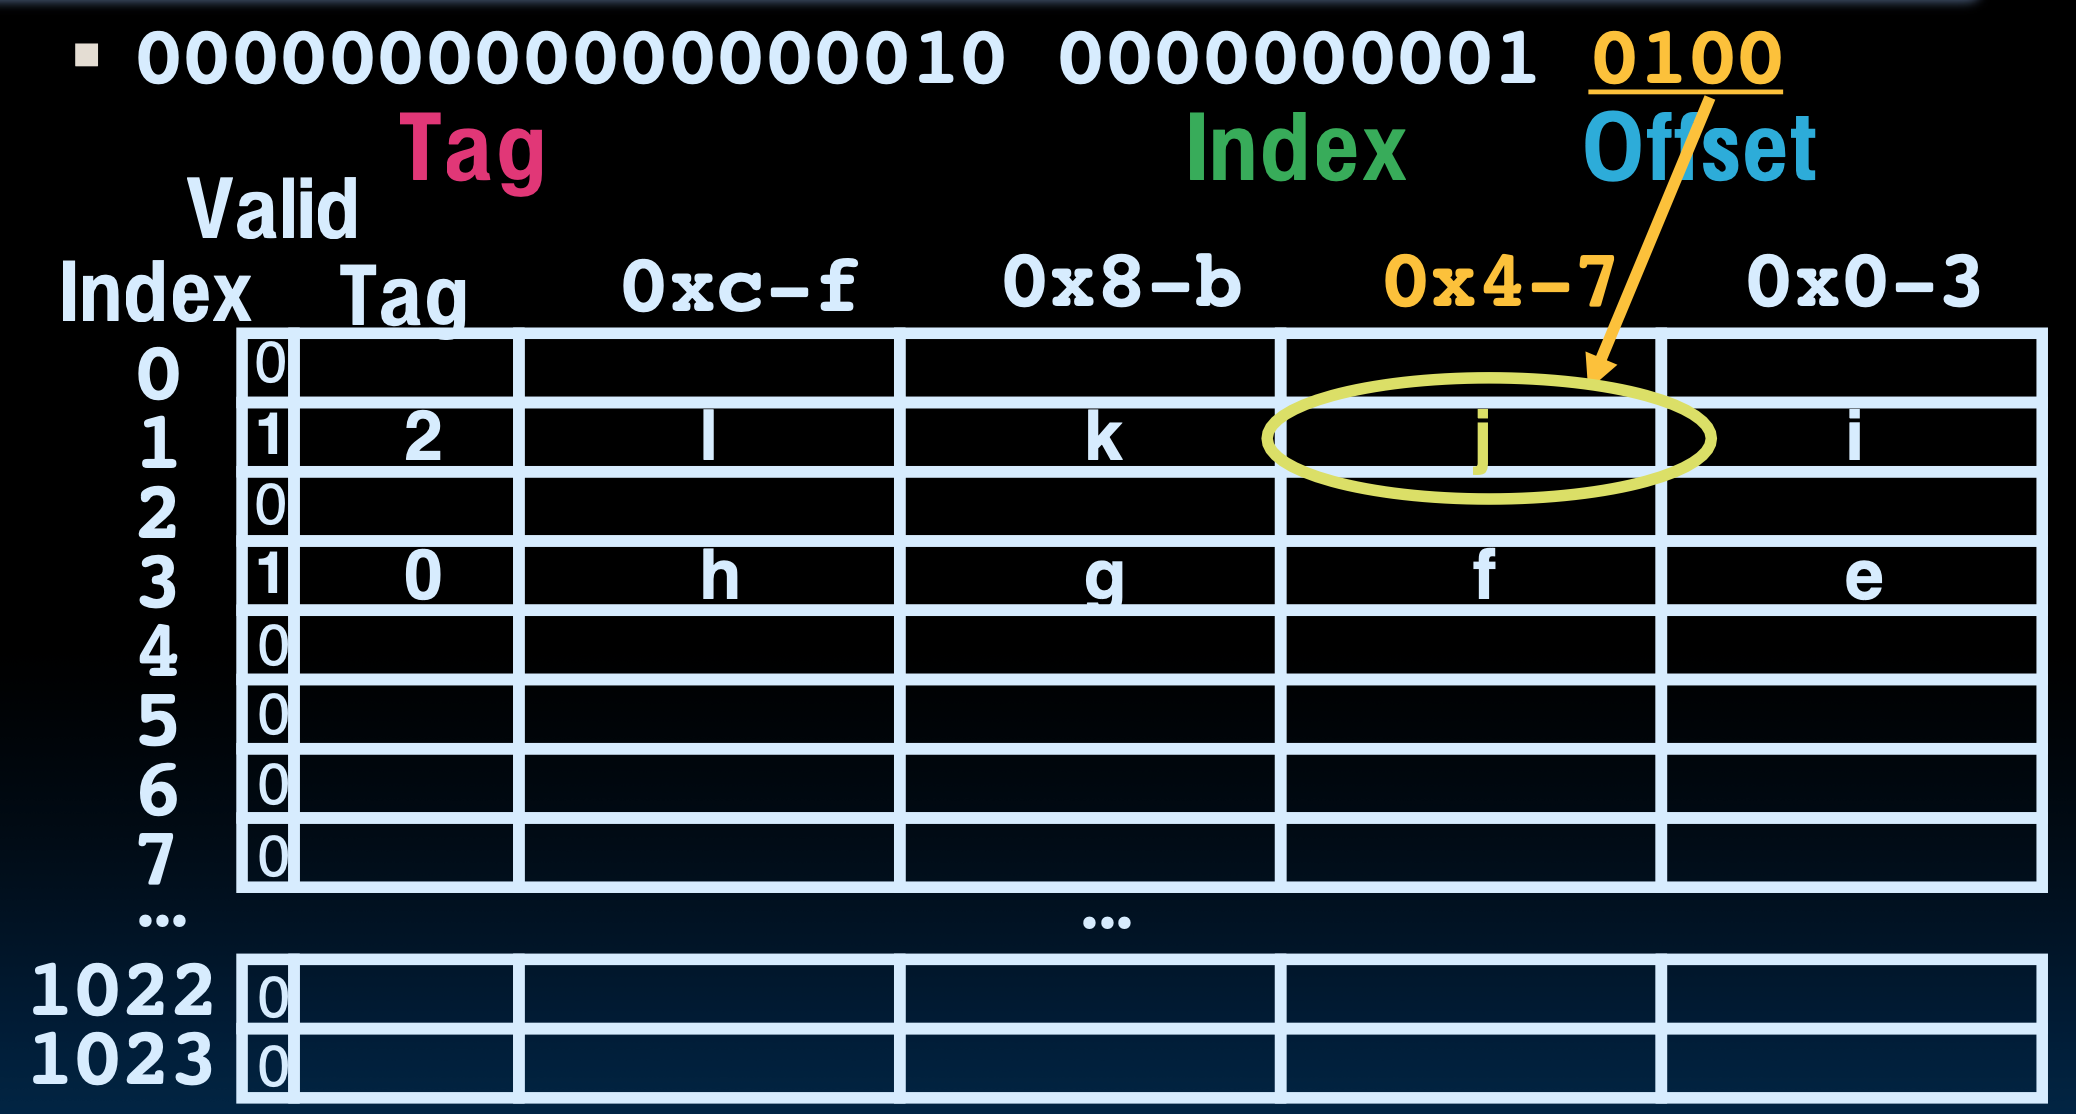 000000000000000010 0000000001 0100
Tag Index Offset
Valid
Index Tag 0xc-f 0x8-b 0x4-7 0x0-3
0 0
1 1 2 l k j i
2 0
3 1 0 h g f e
4 0
5 0
6 0
7 0
... ...
1022 0
1023 0